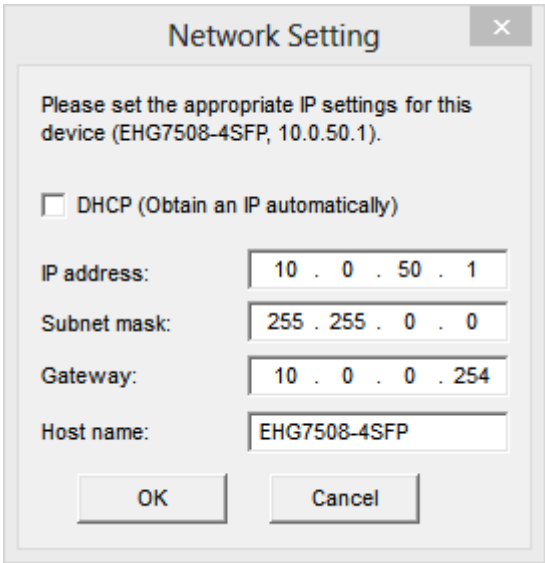 Network Setting
Please set the appropriate IP settings for this
device (EHG7508-4SFP, 10.0.50.1).
DHCP (Obtain an IP automatically)
IP address: 10 . 0 . 50 . 1
Subnet mask: 255 . 255 . 0 . 0
Gateway: 10 . 0 . 0 . 254
Host name: EHG7508-4SFP
OK Cancel